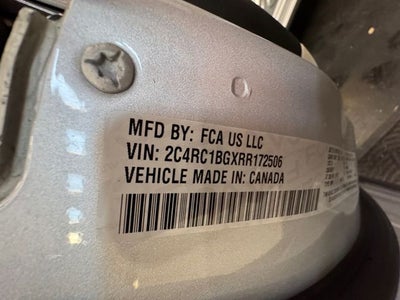 MFD BY: FCA US LLC
VIN: 2C4RC1BGXRR172506
VEHICLE MADE IN: CANADA